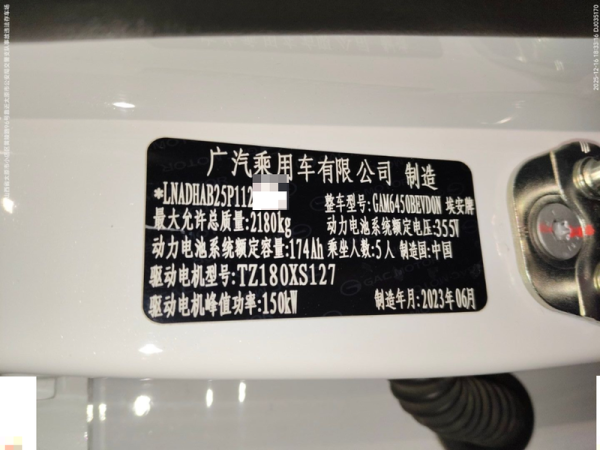 广汽乘用车有限公司 制造
*LNADHAB25P112
整车型号:GAM6450BEVD0N 埃安牌
最大允许总质量:2180kg
动力电池系统额定电压:355V
动力电池系统额定容量:174Ah 乘坐人数:5人 制造国:中国
驱动电机型号:TZ180XS127
驱动电机峰值功率:150kW
制造年月:2023年06月